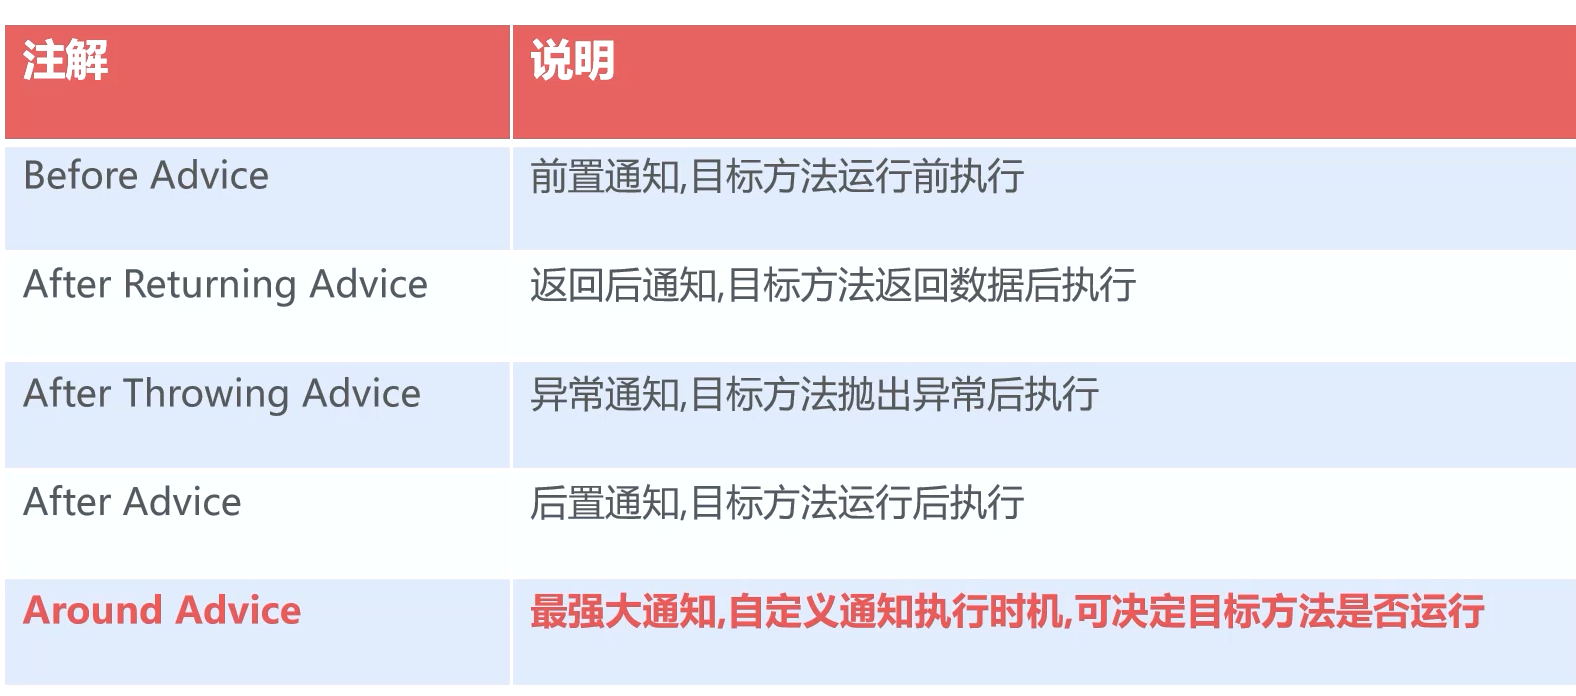 注解 说明
Before Advice 前置通知,目标方法运行前执行
After Returning Advice 返回后通知,目标方法返回数据后执行
After Throwing Advice 异常通知,目标方法抛出异常后执行
After Advice 后置通知,目标方法运行后执行
Around Advice 最强大通知,自定义通知执行时机,可决定目标方法是否运行